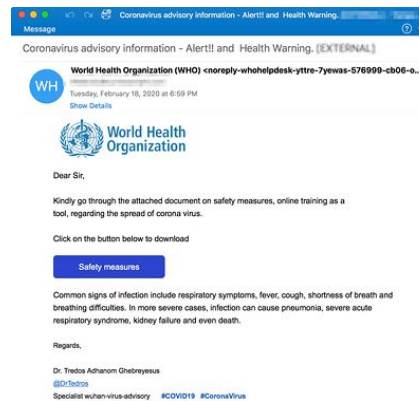 Coronavirus advisory information - Alert!! and Health Warning.
Message
Coronavirus advisory information - Alert!! and Health Warning. [EXTERNAL]
World Health Organization (WHO) <noreply-whohelpdesk-yttre-7yewas-576999-cb06-o...
WH
Tuesday, February 18, 2020 at 6:59 PM
Show Details
World Health
Organization
Dear Sir,
Kindly go through the attached document on safety measures, online training as a
tool, regarding the spread of corona virus.
Click on the button below to download
Safety measures
Common signs of infection include respiratory symptoms, fever, cough, shortness of breath and
breathing difficulties. In more severe cases, infection can cause pneumonia, severe acute
respiratory syndrome, kidney failure and even death.
Regards,
Dr. Tredos Adhanom Ghebreyesus
@DrTedros
Specialist wuhan-virus-advisory #COVID19 #CoronaVirus